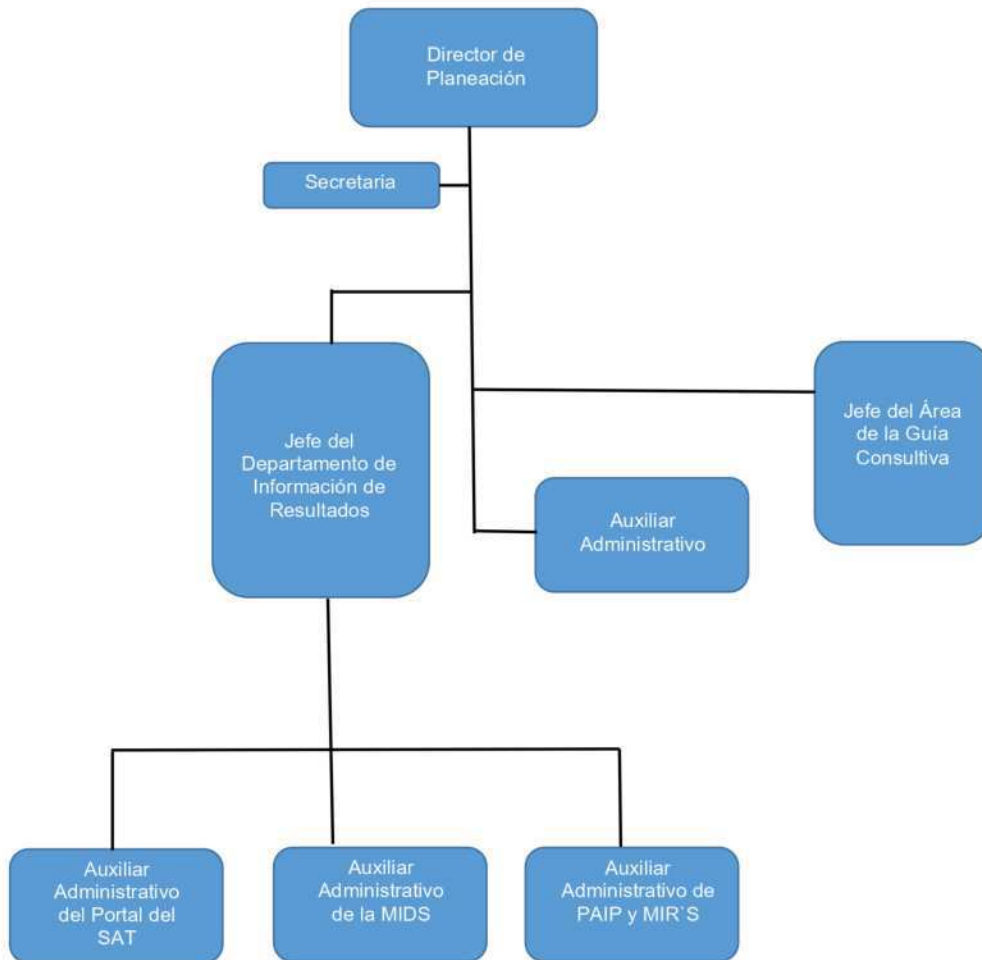 Director de
Planeación
Secretaria
Jefe del
Departamento de
Información de
Resultados
Jefe del Área
de la Guía
Consultiva
Auxiliar
Administrativo
Auxiliar
Administrativo
del Portal del
SAT
Auxiliar
Administrativo
de la MIDS
Auxiliar
Administrativo de
PAIP y MIR`S